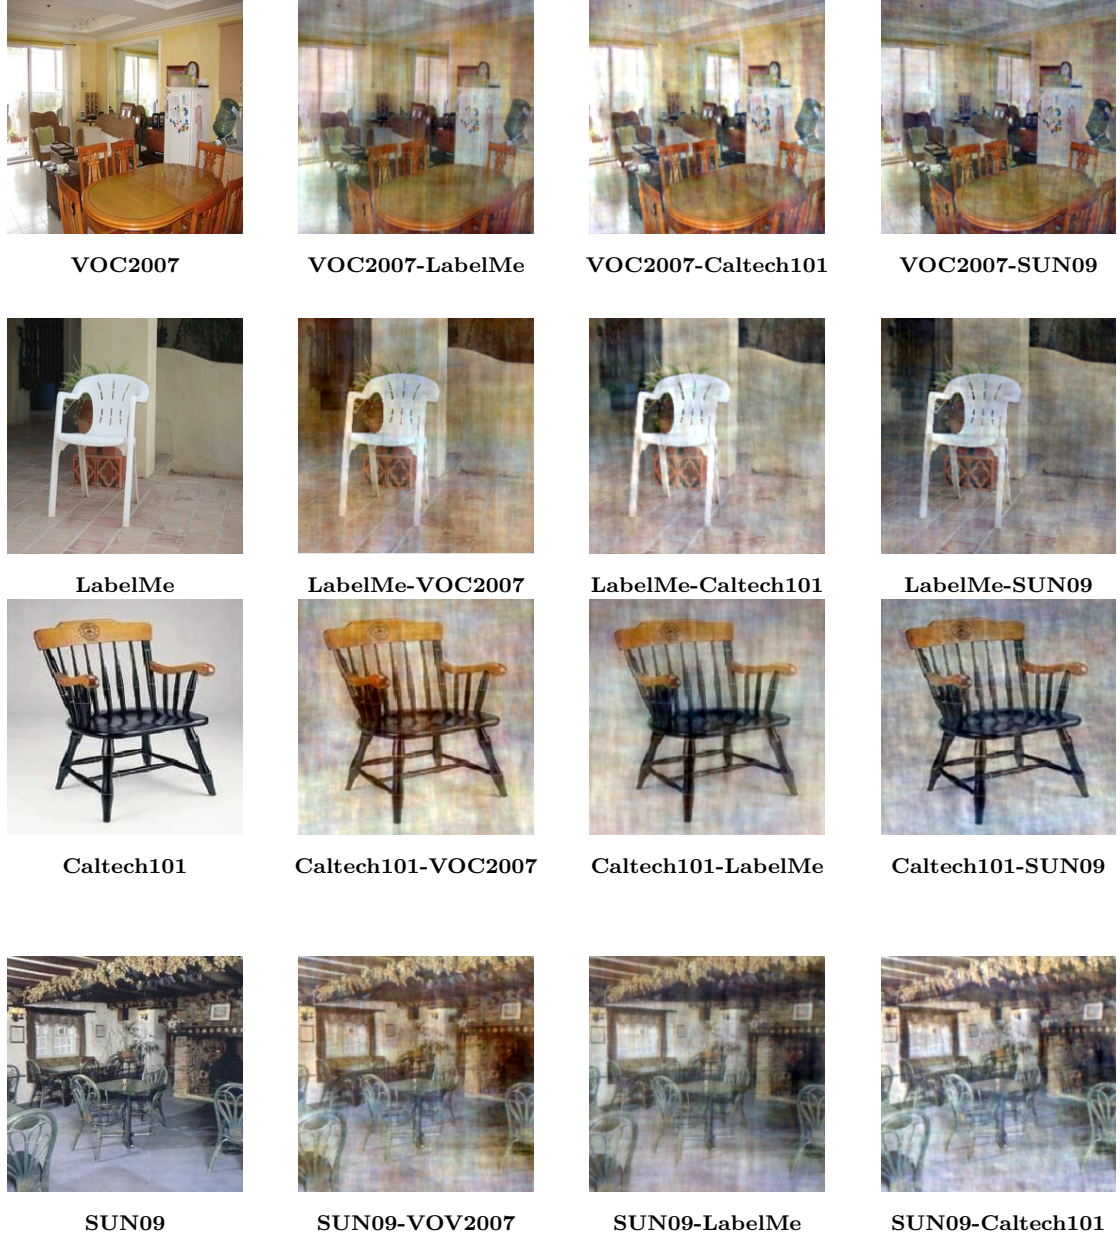 VOC2007 VOC2007-LabelMe VOC2007-Caltech101 VOC2007-SUN09
LabelMe LabelMe-VOC2007 LabelMe-Caltech101 LabelMe-SUN09
Caltech101 Caltech101-VOC2007 Caltech101-LabelMe Caltech101-SUN09
SUN09 SUN09-VOV2007 SUN09-LabelMe SUN09-Caltech101